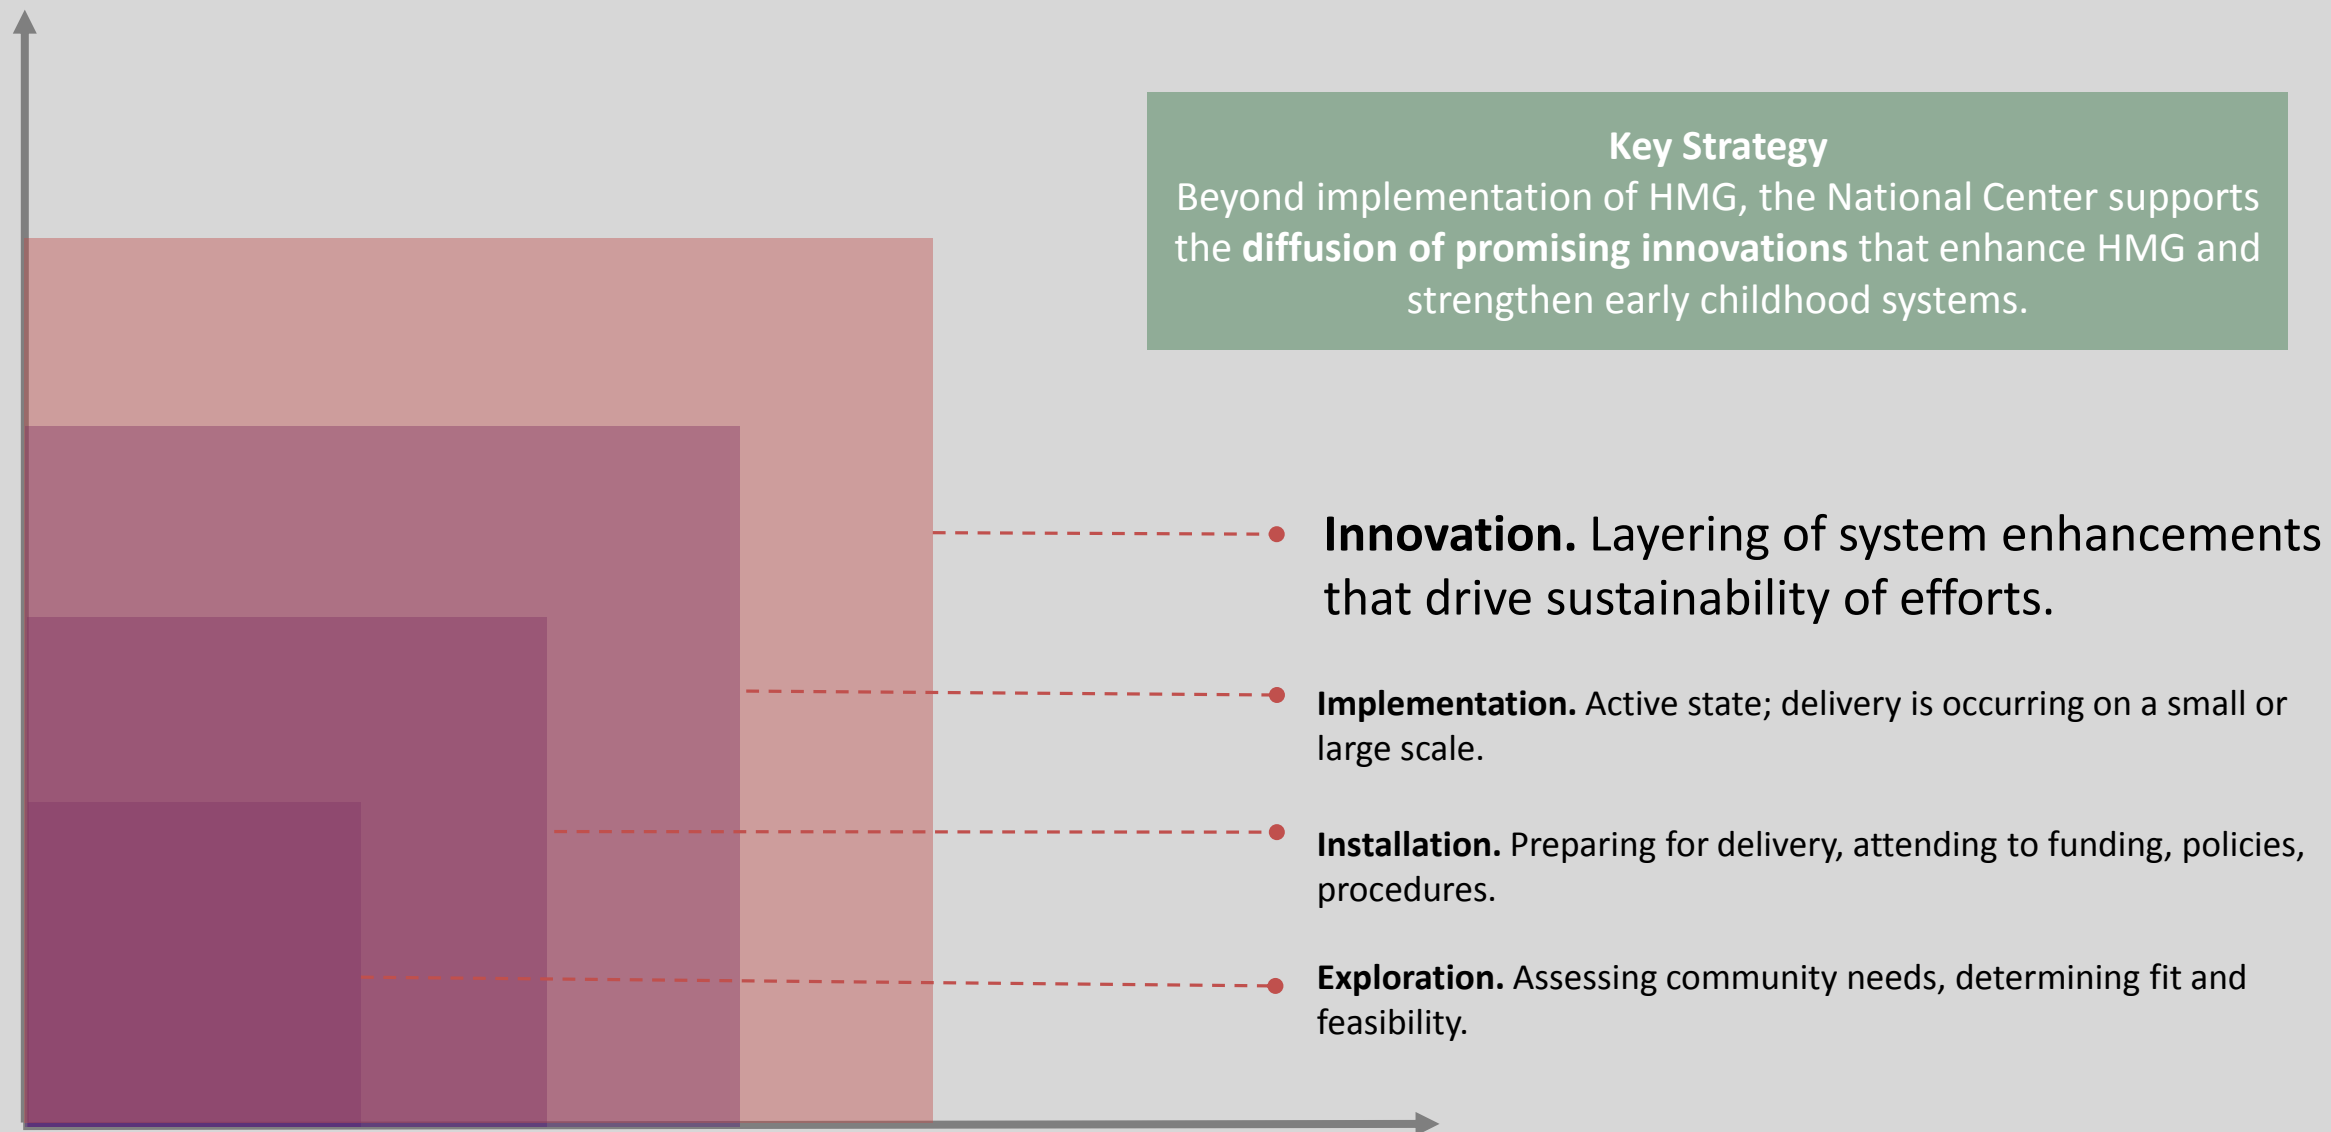 Key Strategy
Beyond implementation of HMG, the National Center supports
the diffusion of promising innovations that enhance HMG and
strengthen early childhood systems.
Innovation. Layering of system enhancements
that drive sustainability of efforts.
Implementation. Active state; delivery is occurring on a small or
large scale.
Installation. Preparing for delivery, attending to funding, policies,
procedures.
Exploration. Assessing community needs, determining fit and
feasibility.